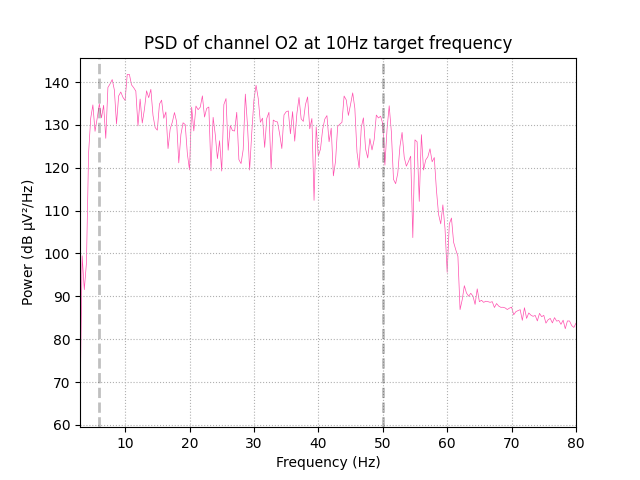 PSD of channel O2 at 10Hz target frequency
Power (dB µV²/Hz)
140
130
120
110
100
90
80
70
60
10 20 30 40 50 60 70 80
Frequency (Hz)